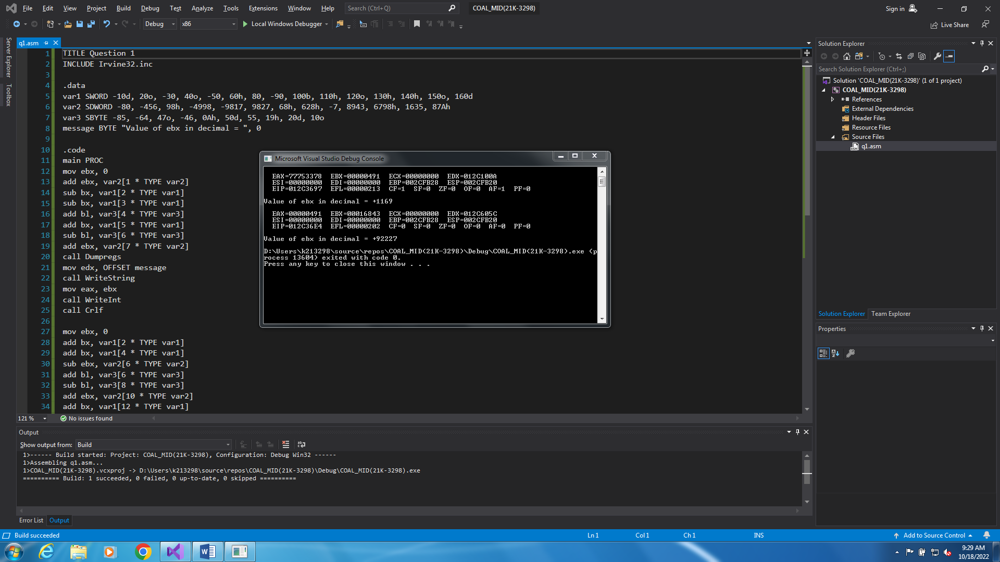 File Edit View Project Build Debug Test Analyze Tools Extensions Window Help Search (Ctrl+Q) COAL_MID(21K-3298) Sign in
Debug x86 Local Windows Debugger Live Share
Server Explorer
Toolbox
q1.asm
1 TITLE Question 1
2 INCLUDE Irvine32.inc
3
4 .data
5 var1 SWORD -10d, 20o, -30, 40o, -50, 60h, 80, -90, 100b, 110h, 120o, 130h, 140h, 150o, 160d
6 var2 SDWORD -80, -456, 98h, -4998, -9817, 9827, 68h, 628h, -7, 8943, 6798h, 1635, 87Ah
7 var3 SBYTE -85, -64, 47o, -46, 0Ah, 50d, 55, 19h, 20d, 10o
8 message BYTE "Value of ebx in decimal = ", 0
9
10 .code
11 main PROC
12 mov ebx, 0
13 add ebx, var2[1 * TYPE var2]
14 sub bx, var1[2 * TYPE var1]
15 sub bx, var1[3 * TYPE var1]
16 add bl, var3[4 * TYPE var3]
17 add bx, var1[5 * TYPE var1]
18 sub bl, var3[6 * TYPE var3]
19 add ebx, var2[7 * TYPE var2]
20 call Dumpregs
21 mov edx, OFFSET message
22 call WriteString
23 mov eax, ebx
24 call WriteInt
25 call Crlf
26
27 mov ebx, 0
28 add bx, var1[2 * TYPE var1]
29 add bx, var1[4 * TYPE var1]
30 sub ebx, var2[6 * TYPE var2]
31 add bl, var3[6 * TYPE var3]
32 sub bl, var3[8 * TYPE var3]
33 add ebx, var2[10 * TYPE var2]
34 add bx, var1[12 * TYPE var1]
121 % No issues found
Microsoft Visual Studio Debug Console
EAX=77753378 EBX=00000491 ECX=00000000 EDX=012C100A
ESI=00000000 EDI=00000000 EBP=002CFB28 ESP=002CFB20
EIP=012C3697 EFL=00000213 CF=1 SF=0 ZF=0 OF=0 AF=1 PF=0
Value of ebx in decimal = +1169
EAX=00000491 EBX=00016843 ECX=00000000 EDX=012C605C
ESI=00000000 EDI=00000000 EBP=002CFB28 ESP=002CFB20
EIP=012C36E4 EFL=00000202 CF=0 SF=0 ZF=0 OF=0 AF=0 PF=0
Value of ebx in decimal = +92227
D:\Users\k213298\source\repos\COAL_MID(21K-3298)\Debug\COAL_MID(21K-3298).exe (p
rocess 13604) exited with code 0.
Press any key to close this window . . .
Solution Explorer
Search Solution Explorer (Ctrl+;)
Solution 'COAL_MID(21K-3298)' (1 of 1 project)
COAL_MID(21K-3298)
References
External Dependencies
Header Files
Resource Files
Source Files
q1.asm
Solution Explorer Team Explorer
Properties
Output
Show output from: Build
1>------ Build started: Project: COAL_MID(21K-3298), Configuration: Debug Win32 ------
1>Assembling q1.asm...
1>COAL_MID(21K-3298).vcxproj -> D:\Users\k213298\source\repos\COAL_MID(21K-3298)\Debug\COAL_MID(21K-3298).exe
========== Build: 1 succeeded, 0 failed, 0 up-to-date, 0 skipped ==========
Error List Output
Build succeeded Ln 1 Col 1 Ch 1 INS Add to Source Control
9:29 AM
10/18/2022